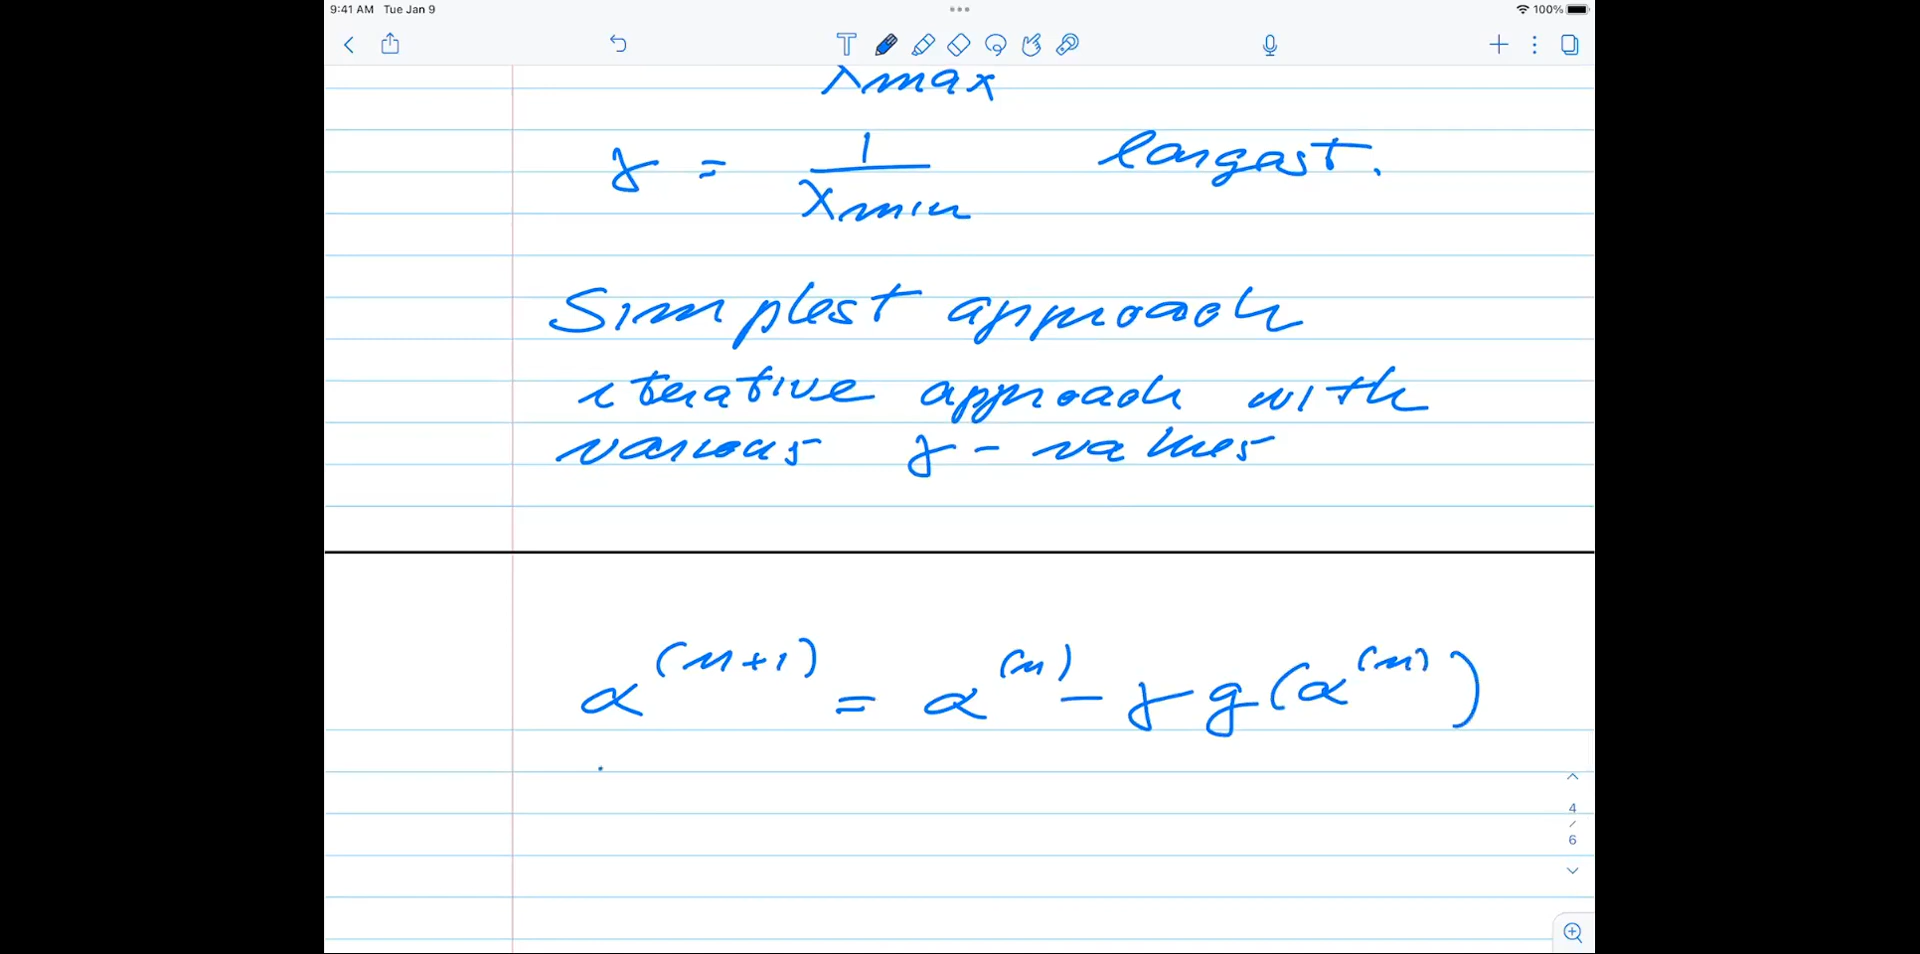 9:41 AM Tue Jan 9
100%
λmax
γ = 1/λmin longest.
Simplest approach
iterative approach with
various γ - values
α^(n+1) = α^(n) - γ g(α^(n))
4
/
6